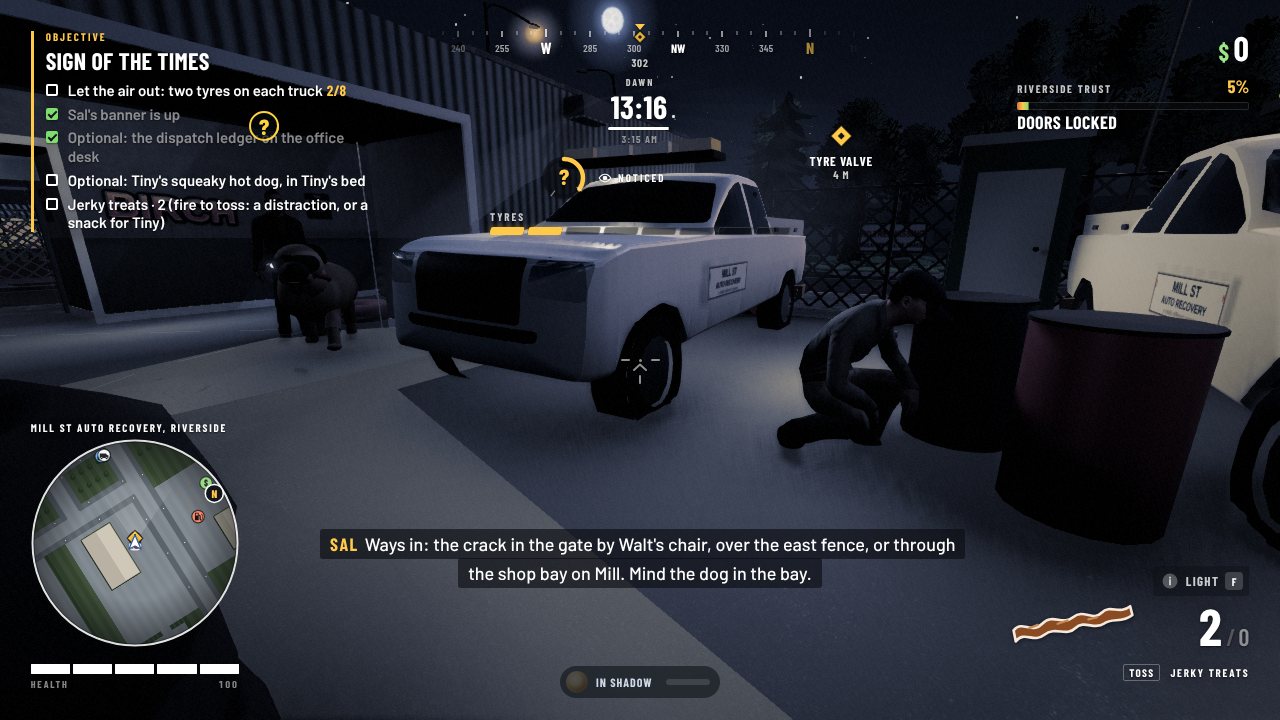 OBJECTIVE
SIGN OF THE TIMES
Let the air out: two tyres on each truck 2/8
Sal's banner is up
Optional: the dispatch ledger on the office
desk
Optional: Tiny's squeaky hot dog, in Tiny's bed
Jerky treats · 2 (fire to toss: a distraction, or a
snack for Tiny)
?
240 255 W 285 300 NW 330 345 N
302
DAWN
13:16
3:15 AM
? NOTICED
TYRES
TYRE VALVE
4 M
$0
RIVERSIDE TRUST 5%
DOORS LOCKED
MILL ST
AUTO RECOVERY
MILL ST
AUTO RECOVERY
MILL ST AUTO RECOVERY, RIVERSIDE
$
N
SAL Ways in: the crack in the gate by Walt's chair, over the east fence, or through
the shop bay on Mill. Mind the dog in the bay.
HEALTH 100
IN SHADOW
LIGHT F
2/0
TOSS JERKY TREATS